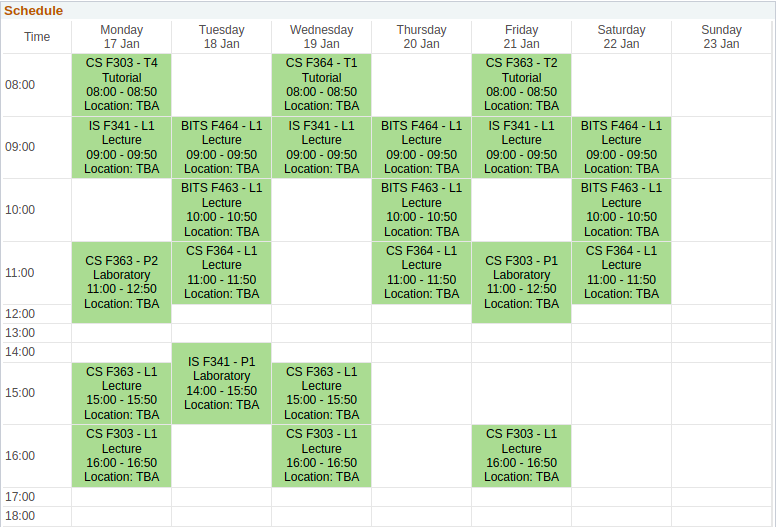 Schedule
Time
Monday
17 Jan
Tuesday
18 Jan
Wednesday
19 Jan
Thursday
20 Jan
Friday
21 Jan
Saturday
22 Jan
Sunday
23 Jan
08:00
CS F303 - T4
Tutorial
08:00 - 08:50
Location: TBA
CS F364 - T1
Tutorial
08:00 - 08:50
Location: TBA
CS F363 - T2
Tutorial
08:00 - 08:50
Location: TBA
09:00
IS F341 - L1
Lecture
09:00 - 09:50
Location: TBA
BITS F464 - L1
Lecture
09:00 - 09:50
Location: TBA
IS F341 - L1
Lecture
09:00 - 09:50
Location: TBA
BITS F464 - L1
Lecture
09:00 - 09:50
Location: TBA
IS F341 - L1
Lecture
09:00 - 09:50
Location: TBA
BITS F464 - L1
Lecture
09:00 - 09:50
Location: TBA
10:00
BITS F463 - L1
Lecture
10:00 - 10:50
Location: TBA
BITS F463 - L1
Lecture
10:00 - 10:50
Location: TBA
BITS F463 - L1
Lecture
10:00 - 10:50
Location: TBA
11:00
CS F363 - P2
Laboratory
11:00 - 12:50
Location: TBA
CS F364 - L1
Lecture
11:00 - 11:50
Location: TBA
CS F364 - L1
Lecture
11:00 - 11:50
Location: TBA
CS F303 - P1
Laboratory
11:00 - 12:50
Location: TBA
CS F364 - L1
Lecture
11:00 - 11:50
Location: TBA
12:00
13:00
14:00
IS F341 - P1
Laboratory
14:00 - 15:50
Location: TBA
15:00
CS F363 - L1
Lecture
15:00 - 15:50
Location: TBA
CS F363 - L1
Lecture
15:00 - 15:50
Location: TBA
16:00
CS F303 - L1
Lecture
16:00 - 16:50
Location: TBA
CS F303 - L1
Lecture
16:00 - 16:50
Location: TBA
CS F303 - L1
Lecture
16:00 - 16:50
Location: TBA
17:00
18:00